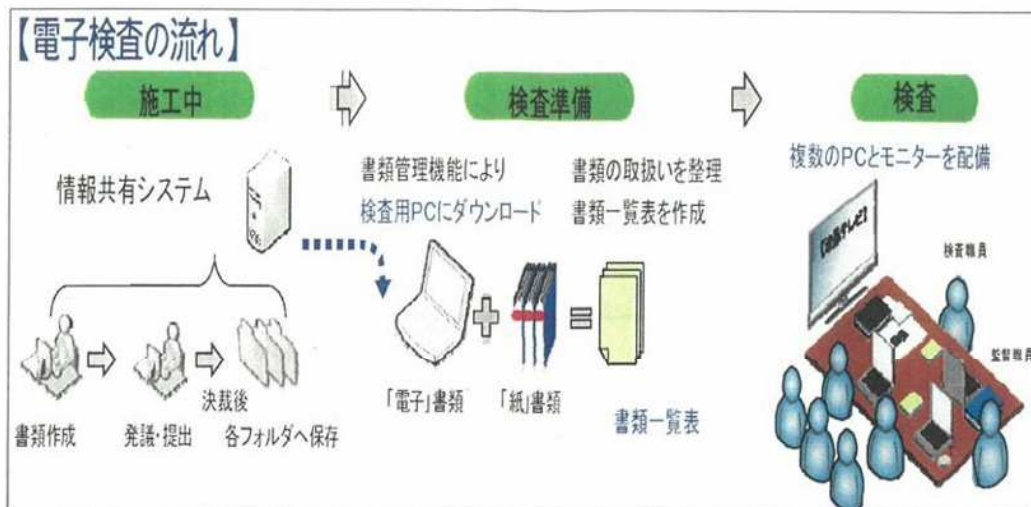 【電子検査の流れ】
施工中
情報共有システム
書類作成
発議・提出
決裁後
各フォルダへ保存
検査準備
書類管理機能により
検査用PCにダウンロード
書類の取扱いを整理
書類一覧表を作成
「電子」書類
「紙」書類
書類一覧表
検査
複数のPCとモニターを配備
【液晶テレビ】
検査職員
監督職員